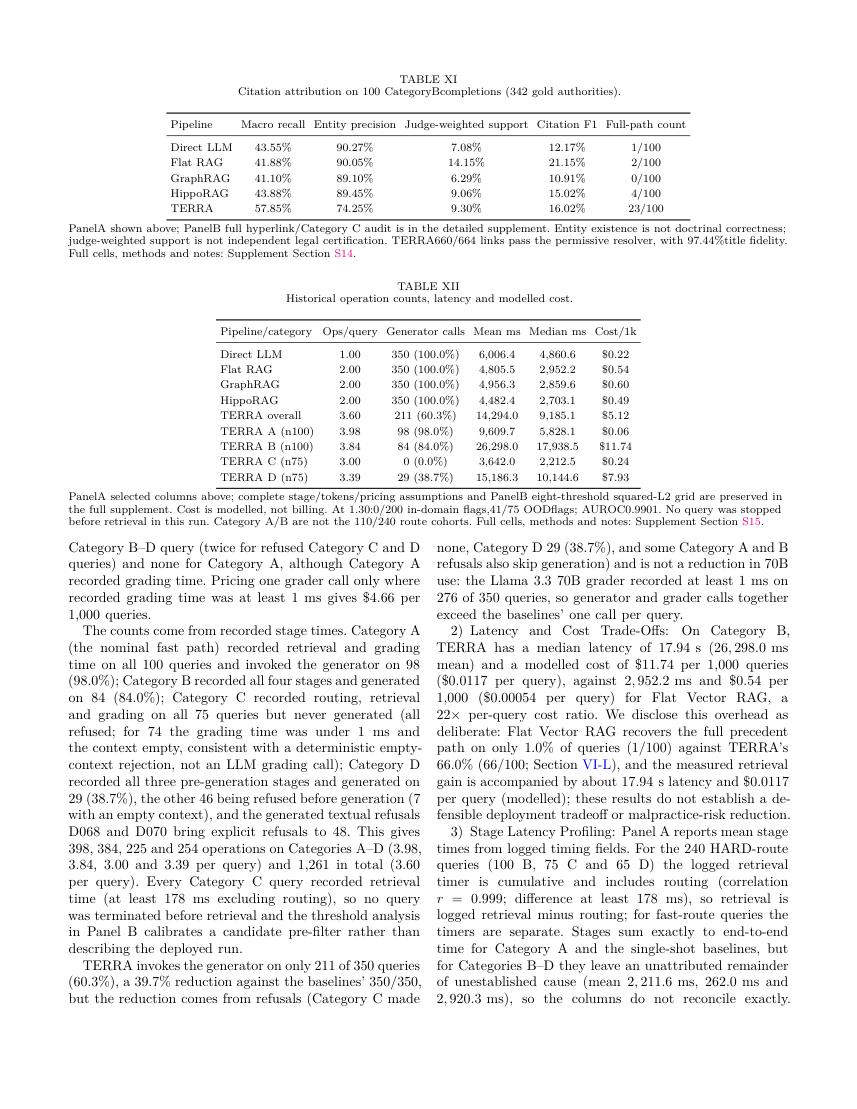 TABLE XI
Citation attribution on 100 CategoryBcompletions (342 gold authorities).
Pipeline Macro recall Entity precision Judge-weighted support Citation F1 Full-path count
Direct LLM 43.55% 90.27% 7.08% 12.17% 1/100
Flat RAG 41.88% 90.05% 14.15% 21.15% 2/100
GraphRAG 41.10% 89.10% 6.29% 10.91% 0/100
HippoRAG 43.88% 89.45% 9.06% 15.02% 4/100
TERRA 57.85% 74.25% 9.30% 16.02% 23/100
PanelA shown above; PanelB full hyperlink/Category C audit is in the detailed supplement. Entity existence is not doctrinal correctness;
judge-weighted support is not independent legal certification. TERRA660/664 links pass the permissive resolver, with 97.44%title fidelity.
Full cells, methods and notes: Supplement Section S14.
TABLE XII
Historical operation counts, latency and modelled cost.
Pipeline/category Ops/query Generator calls Mean ms Median ms Cost/1k
Direct LLM 1.00 350 (100.0%) 6,006.4 4,860.6 $0.22
Flat RAG 2.00 350 (100.0%) 4,805.5 2,952.2 $0.54
GraphRAG 2.00 350 (100.0%) 4,956.3 2,859.6 $0.60
HippoRAG 2.00 350 (100.0%) 4,482.4 2,703.1 $0.49
TERRA overall 3.60 211 (60.3%) 14,294.0 9,185.1 $5.12
TERRA A (n100) 3.98 98 (98.0%) 9,609.7 5,828.1 $0.06
TERRA B (n100) 3.84 84 (84.0%) 26,298.0 17,938.5 $11.74
TERRA C (n75) 3.00 0 (0.0%) 3,642.0 2,212.5 $0.24
TERRA D (n75) 3.39 29 (38.7%) 15,186.3 10,144.6 $7.93
PanelA selected columns above; complete stage/tokens/pricing assumptions and PanelB eight-threshold squared-L2 grid are preserved in
the full supplement. Cost is modelled, not billing. At 1.30:0/200 in-domain flags,41/75 OODflags; AUROC0.9901. No query was stopped
before retrieval in this run. Category A/B are not the 110/240 route cohorts. Full cells, methods and notes: Supplement Section S15.
Category B–D query (twice for refused Category C and D
queries) and none for Category A, although Category A
recorded grading time. Pricing one grader call only where
recorded grading time was at least 1 ms gives $4.66 per
1,000 queries.
The counts come from recorded stage times. Category A
(the nominal fast path) recorded retrieval and grading
time on all 100 queries and invoked the generator on 98
(98.0%); Category B recorded all four stages and generated
on 84 (84.0%); Category C recorded routing, retrieval
and grading on all 75 queries but never generated (all
refused; for 74 the grading time was under 1 ms and
the context empty, consistent with a deterministic empty-
context rejection, not an LLM grading call); Category D
recorded all three pre-generation stages and generated on
29 (38.7%), the other 46 being refused before generation (7
with an empty context), and the generated textual refusals
D068 and D070 bring explicit refusals to 48. This gives
398, 384, 225 and 254 operations on Categories A–D (3.98,
3.84, 3.00 and 3.39 per query) and 1,261 in total (3.60
per query). Every Category C query recorded retrieval
time (at least 178 ms excluding routing), so no query
was terminated before retrieval and the threshold analysis
in Panel B calibrates a candidate pre-filter rather than
describing the deployed run.
TERRA invokes the generator on only 211 of 350 queries
(60.3%), a 39.7% reduction against the baselines' 350/350,
but the reduction comes from refusals (Category C made
none, Category D 29 (38.7%), and some Category A and B
refusals also skip generation) and is not a reduction in 70B
use: the Llama 3.3 70B grader recorded at least 1 ms on
276 of 350 queries, so generator and grader calls together
exceed the baselines' one call per query.
2) Latency and Cost Trade-Offs: On Category B,
TERRA has a median latency of 17.94 s (26, 298.0 ms
mean) and a modelled cost of $11.74 per 1,000 queries
($0.0117 per query), against 2, 952.2 ms and $0.54 per
1,000 ($0.00054 per query) for Flat Vector RAG, a
22× per-query cost ratio. We disclose this overhead as
deliberate: Flat Vector RAG recovers the full precedent
path on only 1.0% of queries (1/100) against TERRA's
66.0% (66/100; Section VI-L), and the measured retrieval
gain is accompanied by about 17.94 s latency and $0.0117
per query (modelled); these results do not establish a de-
fensible deployment tradeoff or malpractice-risk reduction.
3) Stage Latency Profiling: Panel A reports mean stage
times from logged timing fields. For the 240 HARD-route
queries (100 B, 75 C and 65 D) the logged retrieval
timer is cumulative and includes routing (correlation
r = 0.999; difference at least 178 ms), so retrieval is
logged retrieval minus routing; for fast-route queries the
timers are separate. Stages sum exactly to end-to-end
time for Category A and the single-shot baselines, but
for Categories B–D they leave an unattributed remainder
of unestablished cause (mean 2, 211.6 ms, 262.0 ms and
2, 920.3 ms), so the columns do not reconcile exactly.